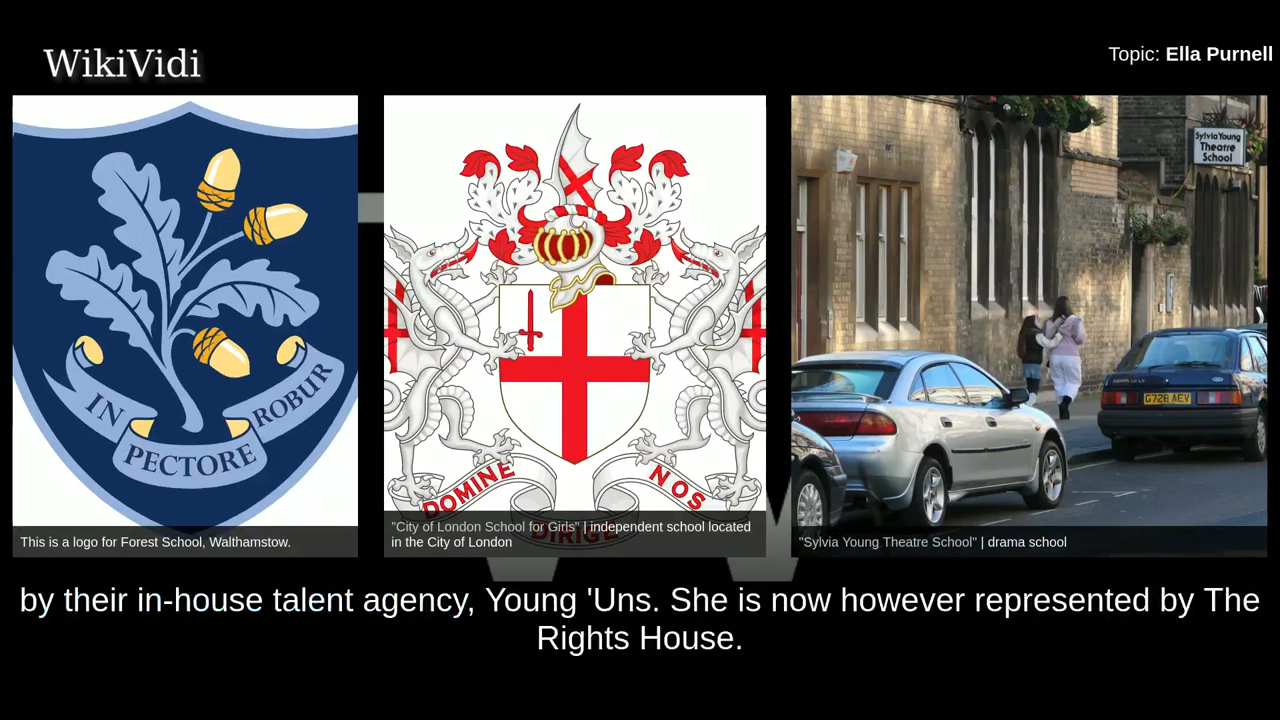 WikiVidi
Topic: Ella Purnell
IN
PECTORE
ROBUR
This is a logo for Forest School, Walthamstow.
DOMINE
DIRIGE
NOS
"City of London School for Girls" | independent school located
in the City of London
Sylvia Young
Theatre
School
G728 AEV
"Sylvia Young Theatre School" | drama school
by their in-house talent agency, Young 'Uns. She is now however represented by The
Rights House.